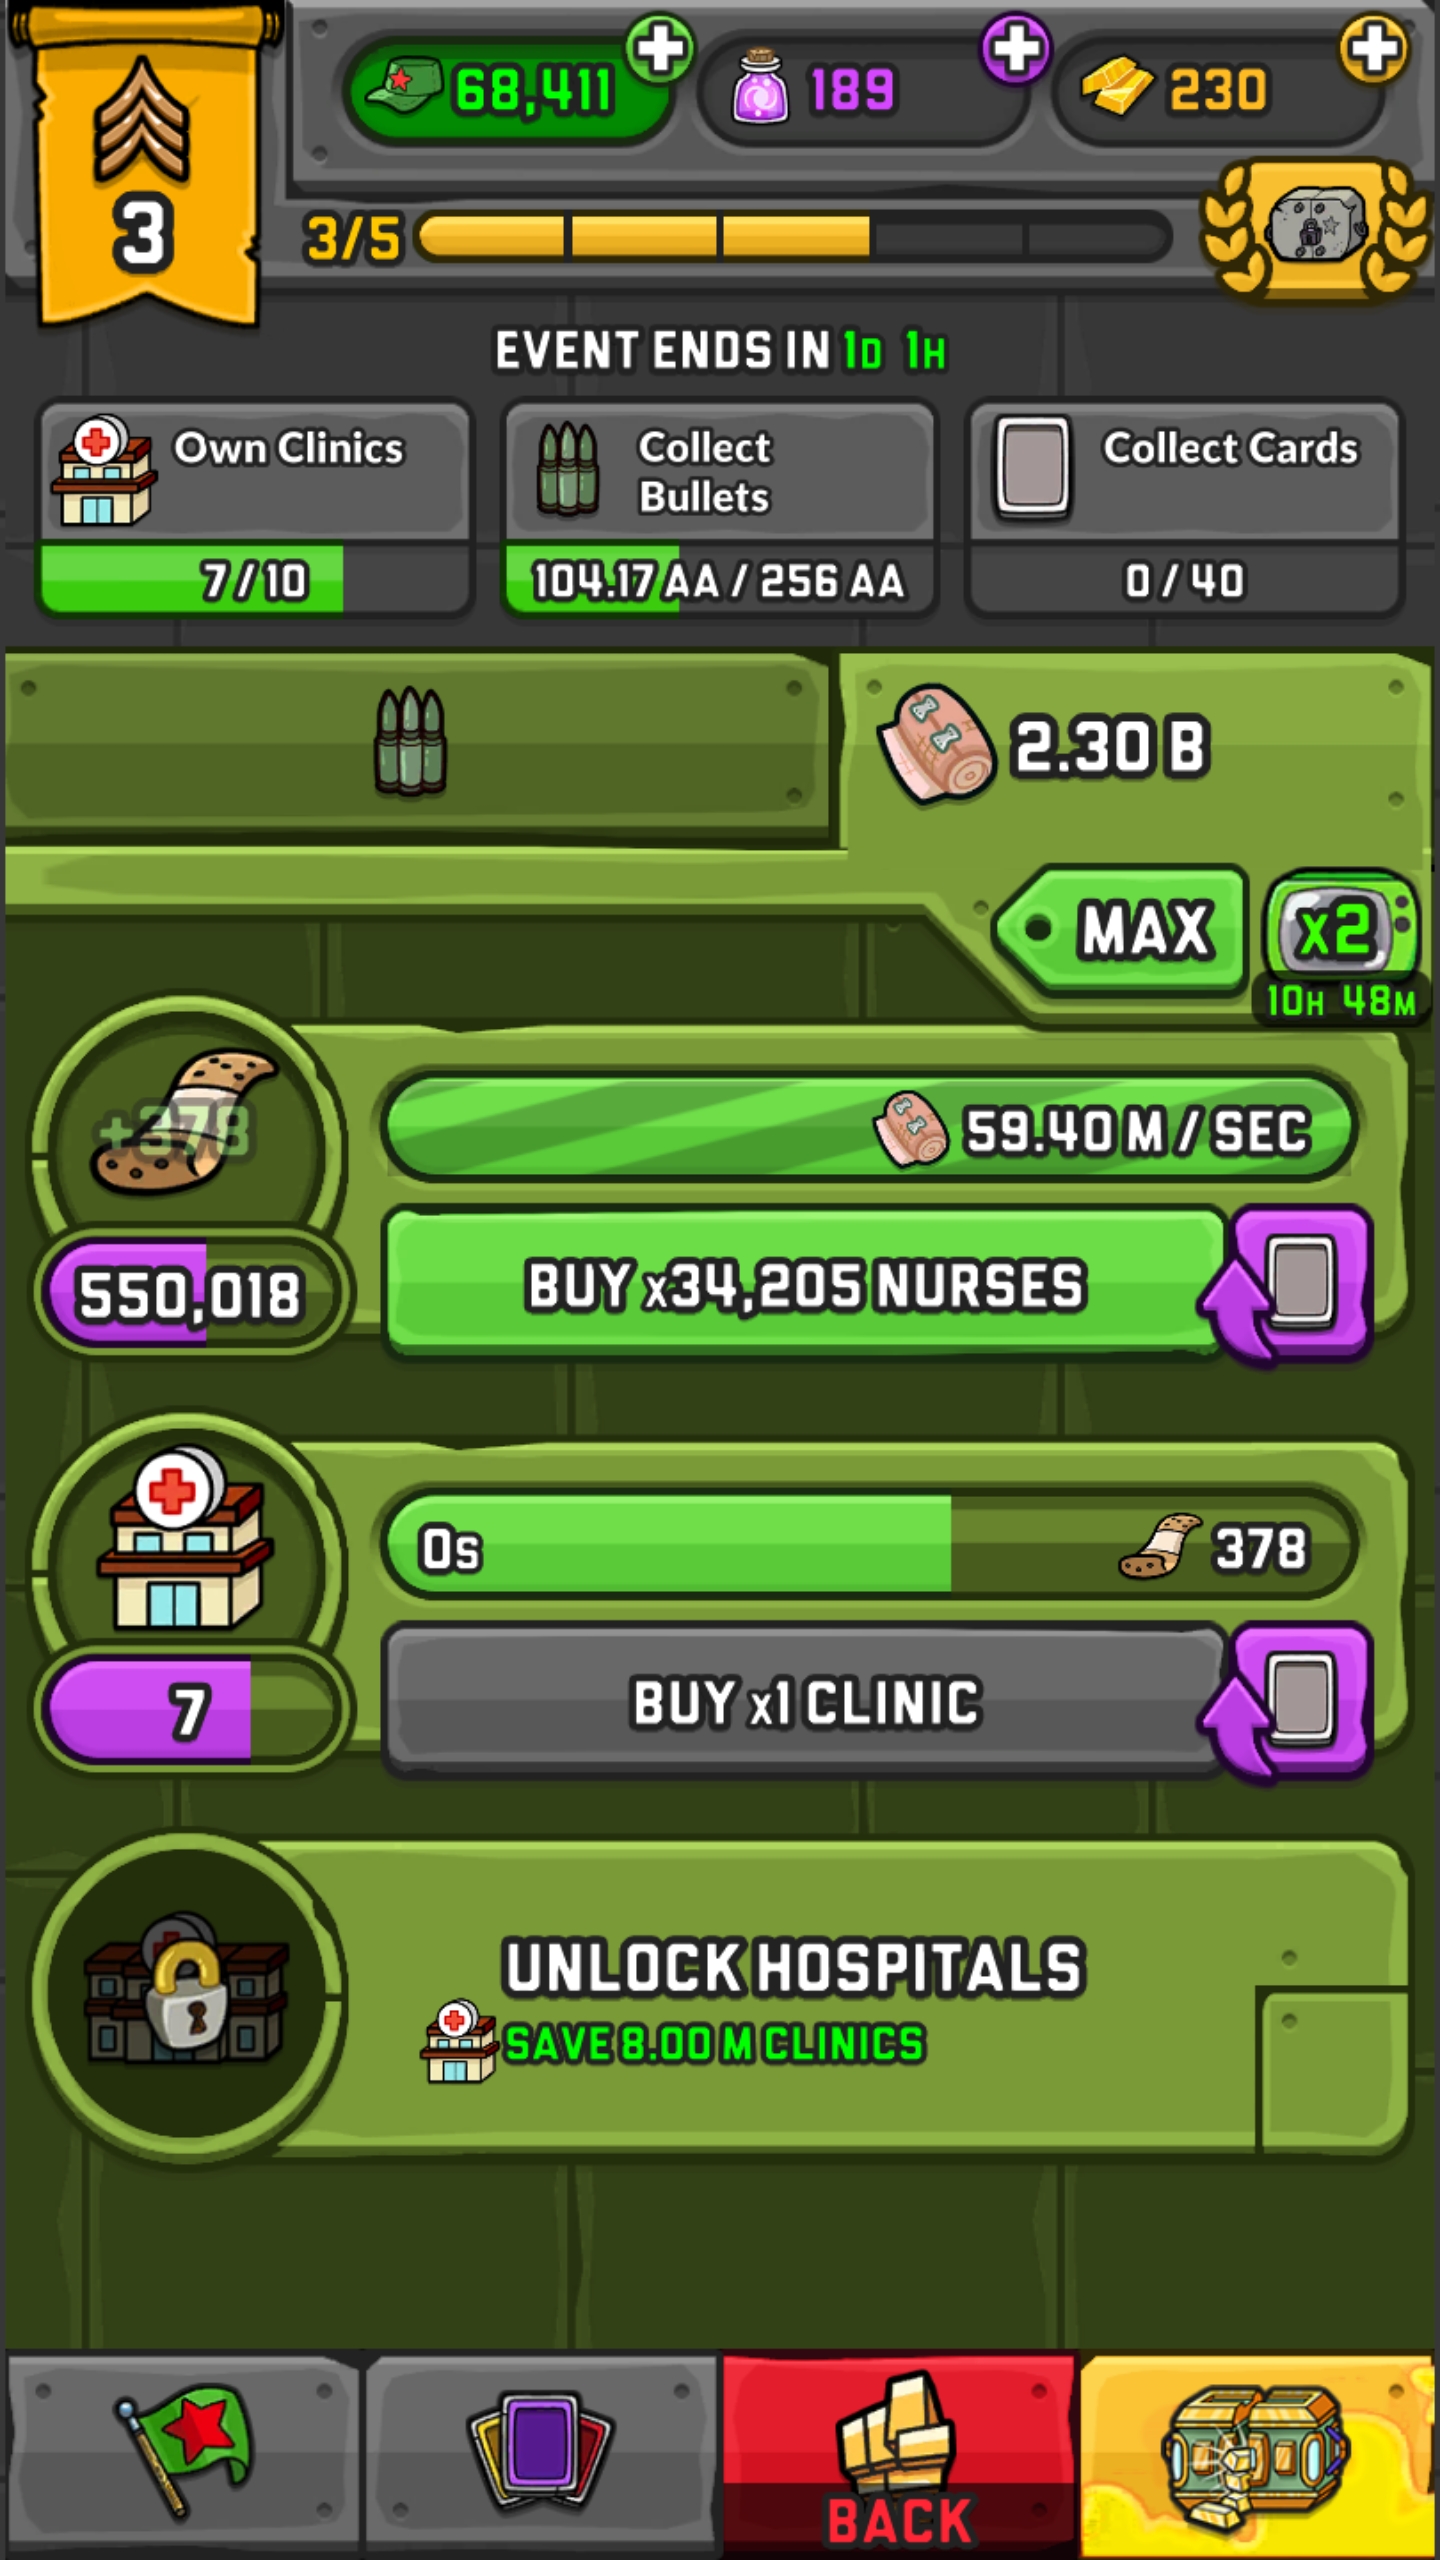 68,411
189
230
3
3/5
EVENT ENDS IN 1D 1H
Own Clinics
7/10
Collect
Bullets
104.17 AA / 256 AA
Collect Cards
0 / 40
2.30 B
MAX
x2
10H 48M
+378
59.40 M / SEC
550,018
BUY x34,205 NURSES
0s
378
7
BUY x1 CLINIC
UNLOCK HOSPITALS
SAVE 8.00 M CLINICS
BACK